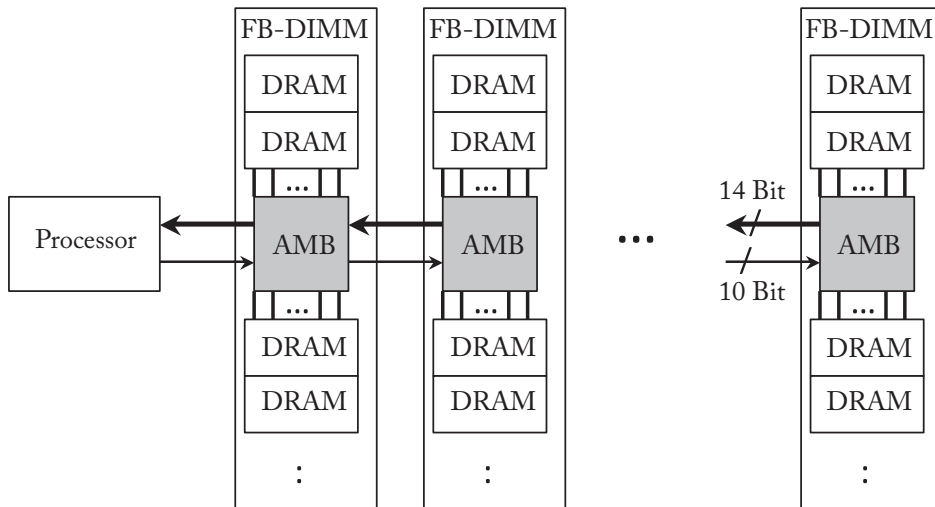 FB-DIMM FB-DIMM FB-DIMM
DRAM DRAM DRAM
DRAM DRAM DRAM
... ... ...
14 Bit
Processor AMB AMB ... AMB
10 Bit
... ... ...
DRAM DRAM DRAM
DRAM DRAM DRAM
: : :